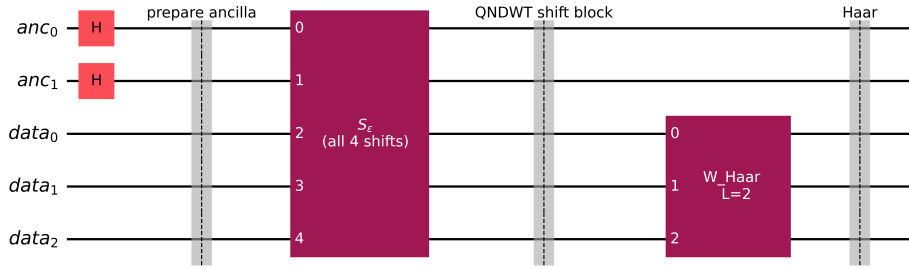 prepare ancilla
QNDWT shift block
Haar
anc₀
H
0
anc₁
H
1
data₀
2
Sε
(all 4 shifts)
0
data₁
3
1
W_Haar
L=2
data₂
4
2